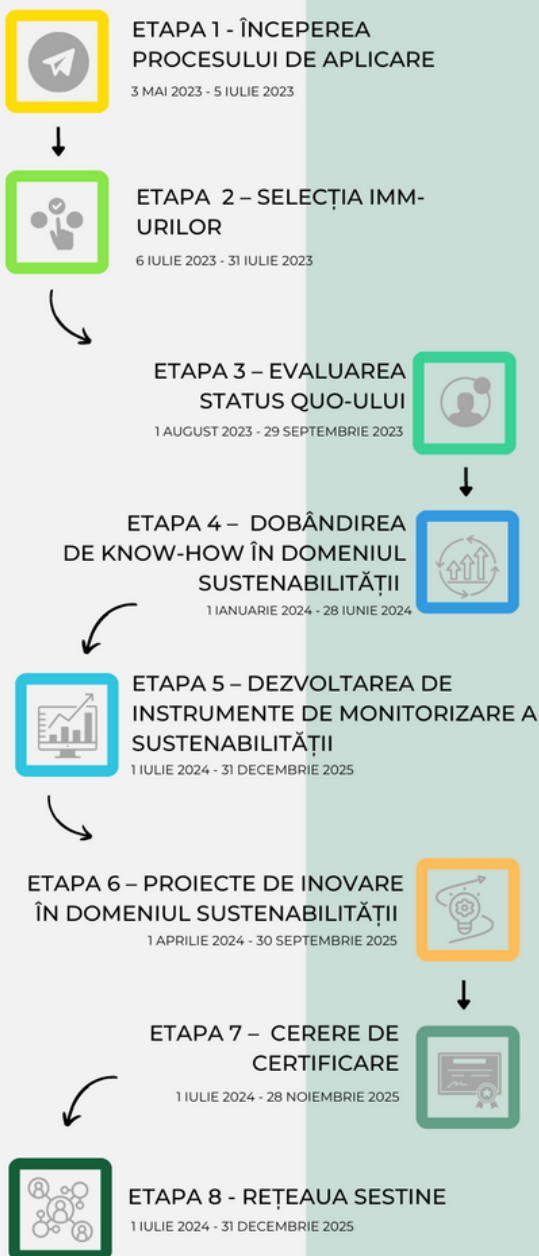 ETAPA 1 - ÎNCEPEREA
PROCESULUI DE APLICARE
3 MAI 2023 - 5 IULIE 2023
ETAPA 2 – SELECȚIA IMM-
URILOR
6 IULIE 2023 - 31 IULIE 2023
ETAPA 3 – EVALUAREA
STATUS QUO-ULUI
1 AUGUST 2023 - 29 SEPTEMBRIE 2023
ETAPA 4 – DOBÂNDIREA
DE KNOW-HOW ÎN DOMENIUL
SUSTENABILITĂȚII
1 IANUARIE 2024 - 28 IUNIE 2024
ETAPA 5 – DEZVOLTAREA DE
INSTRUMENTE DE MONITORIZARE A
SUSTENABILITĂȚII
1 IULIE 2024 - 31 DECEMBRIE 2025
ETAPA 6 – PROIECTE DE INOVARE
ÎN DOMENIUL SUSTENABILITĂȚII
1 APRILIE 2024 - 30 SEPTEMBRIE 2025
ETAPA 7 – CERERE DE
CERTIFICARE
1 IULIE 2024 - 28 NOIEMBRIE 2025
ETAPA 8 - REȚEAUA SESTINE
1 IULIE 2024 - 31 DECEMBRIE 2025